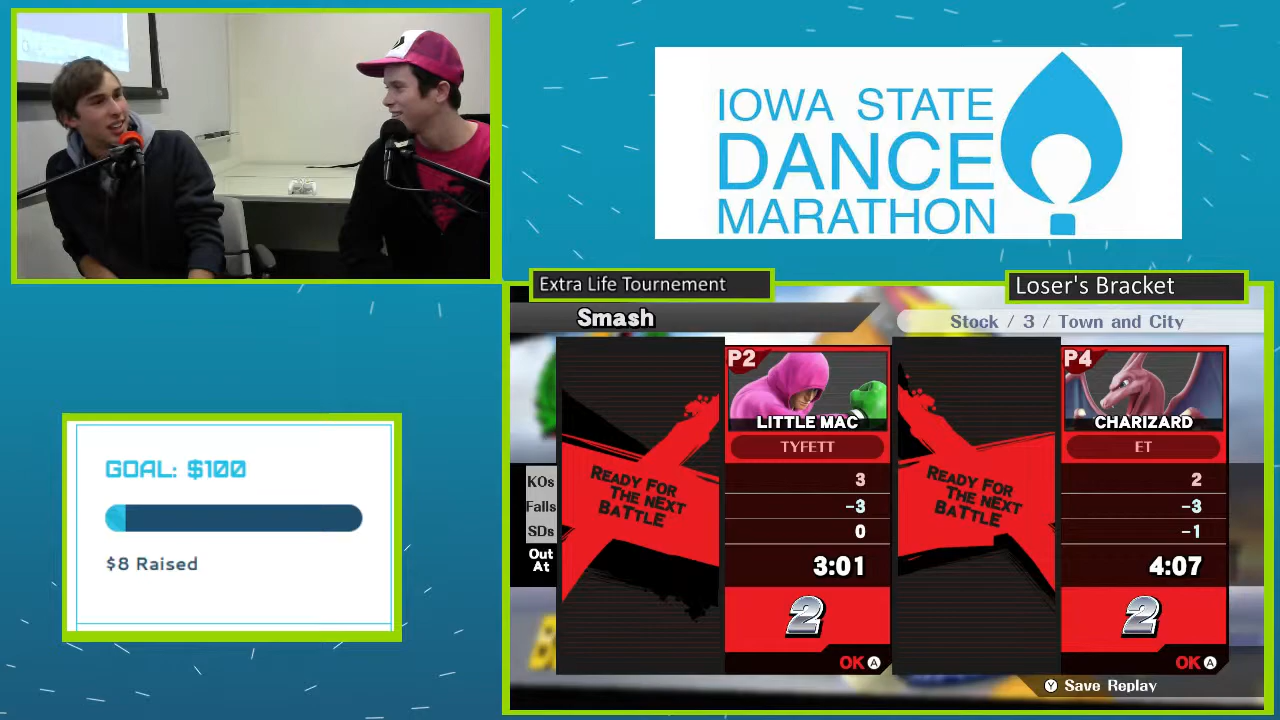 IOWA STATE
DANCE
MARATHON
Extra Life Tournement
Loser's Bracket
Smash
Stock / 3 / Town and City
GOAL: $100
$8 Raised
KOs
Falls
SDs
Out
At
READY FOR
THE NEXT
BATTLE
P2
LITTLE MAC
TYFETT
3
-3
0
3:01
2
OK A
READY FOR
THE NEXT
BATTLE
P4
CHARIZARD
ET
2
-3
-1
4:07
2
OK A
Y Save Replay